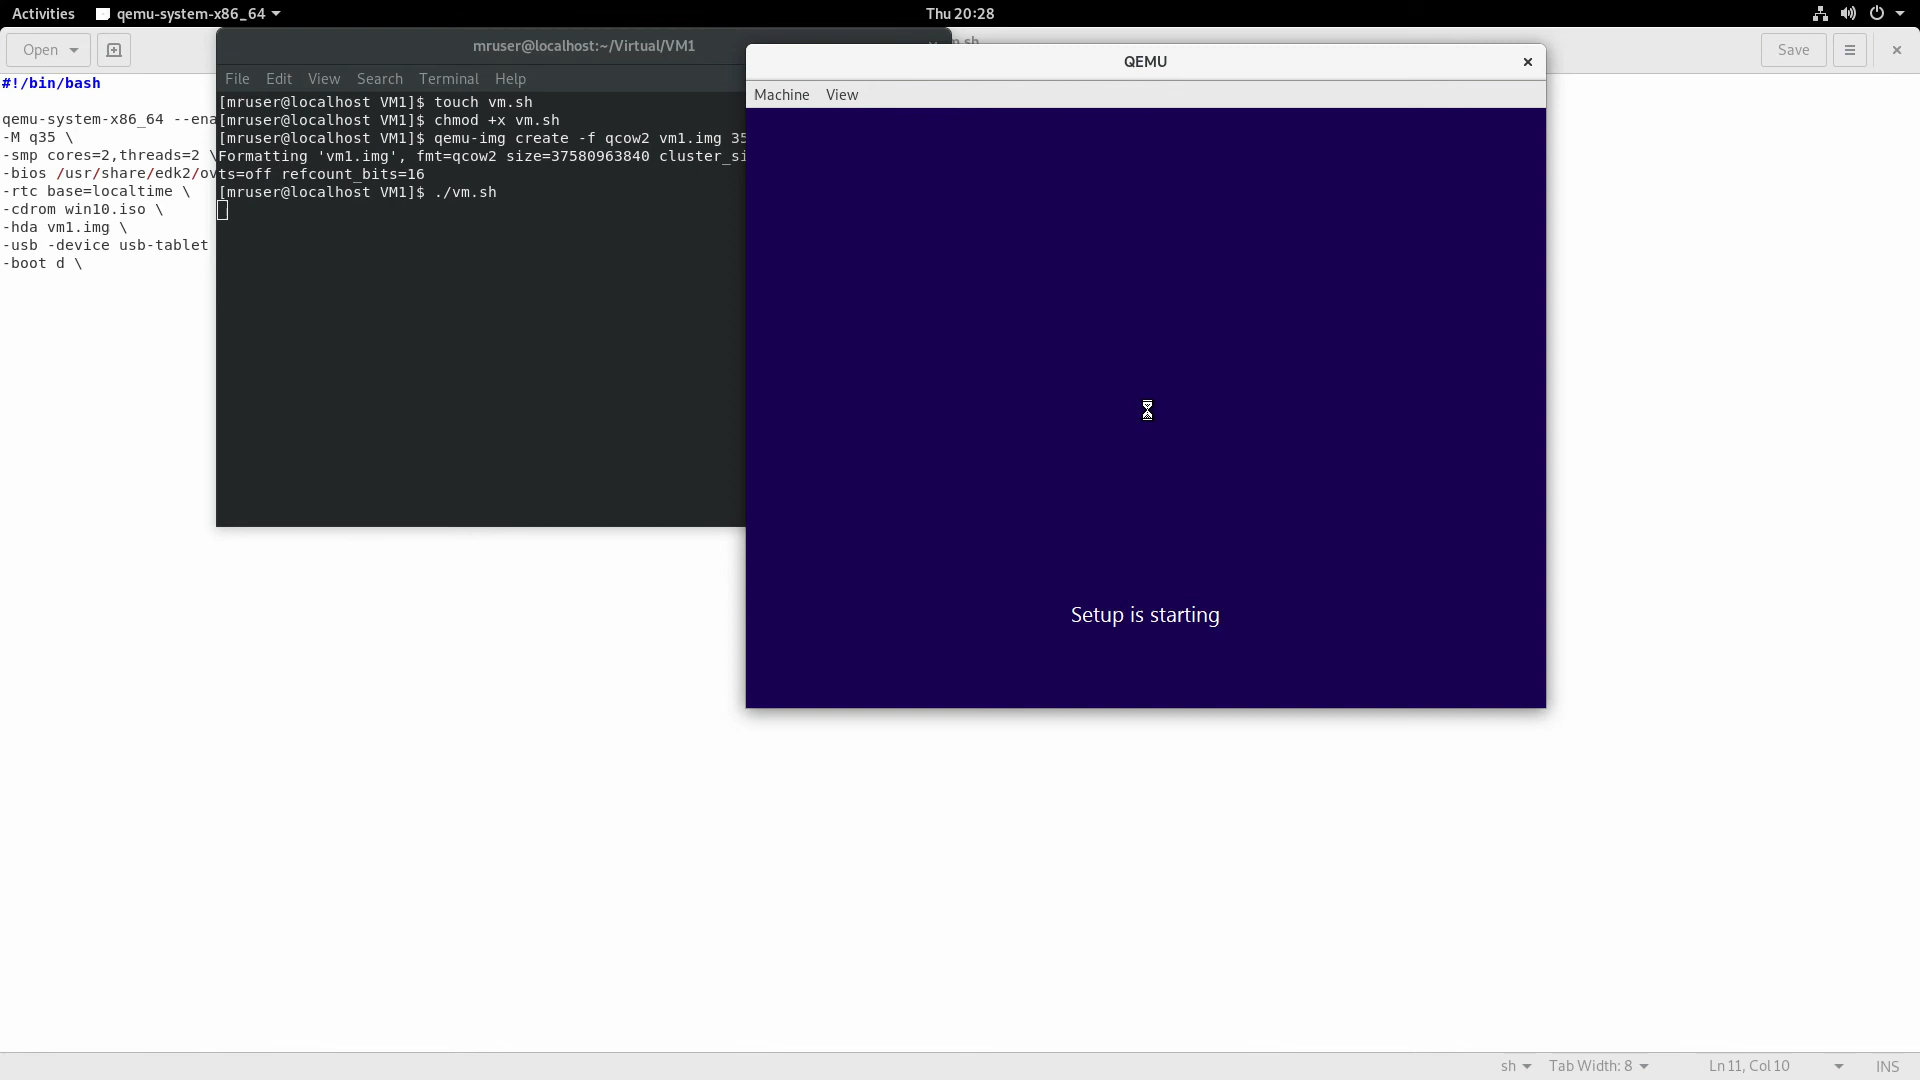 Activities qemu-system-x86_64 Thu 20:28
Open
mruser@localhost:~/Virtual/VM1
Save
File Edit View Search Terminal Help
#!/bin/bash
qemu-system-x86_64 --ena
-M q35 \
-smp cores=2,threads=2 \
-bios /usr/share/edk2/ov
-rtc base=localtime \
-cdrom win10.iso \
-hda vm1.img \
-usb -device usb-tablet
-boot d \
[mruser@localhost VM1]$ touch vm.sh
[mruser@localhost VM1]$ chmod +x vm.sh
[mruser@localhost VM1]$ qemu-img create -f qcow2 vm1.img 35
Formatting 'vm1.img', fmt=qcow2 size=37580963840 cluster_si
ts=off refcount_bits=16
[mruser@localhost VM1]$ ./vm.sh
QEMU
Machine View
Setup is starting
sh Tab Width: 8 Ln 11, Col 10 INS